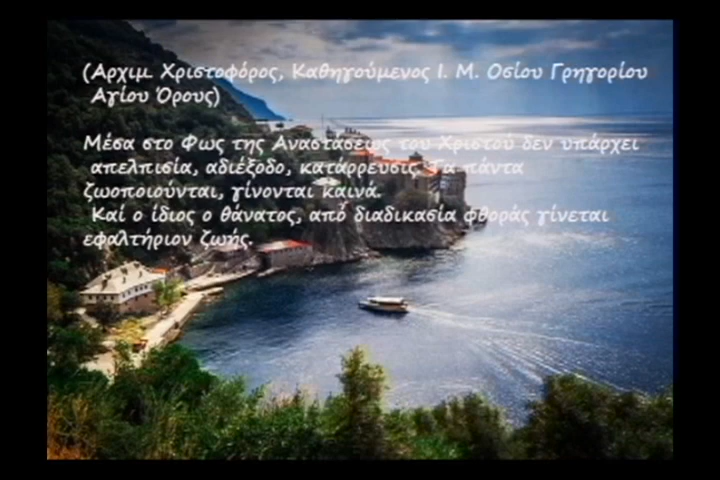 (Αρχιμ. Χριστοφόρος, Καθηγούμενος Ι. Μ. Οσίου Γρηγορίου
Αγίου Όρους)
Μέσα στο Φως της Αναστάσεως του Χριστού δεν υπάρχει
απελπισία, αδιέξοδο, κατάρρευσις. Τα πάντα
ζωοποιούνται, γίνονται καινά.
Καί ο ίδιος ο θάνατος, από διαδικασία φθοράς γίνεται
εφαλτήριον ζωής.